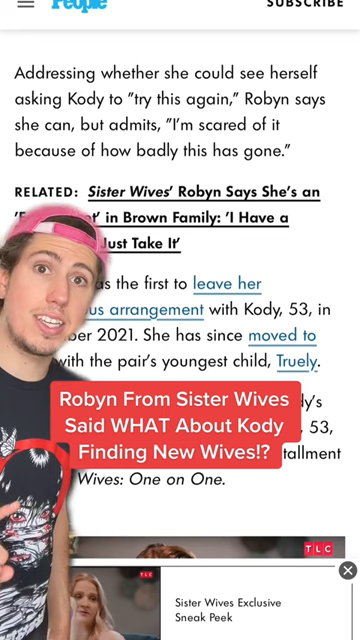 People
SUBSCRIBE
Addressing whether she could see herself
asking Kody to "try this again," Robyn says
she can, but admits, "I'm scared of it
because of how badly this has gone."
RELATED: Sister Wives' Robyn Says She's an
in Brown Family: 'I Have a
Just Take It'
the first to leave her
arrangement with Kody, 53, in
2021. She has since moved to
with the pair's youngest child, Truely.
Robyn From Sister Wives
Said WHAT About Kody
Finding New Wives!?
53,
Wives: One on One.
TLC
TLC
Sister Wives Exclusive
Sneak Peek